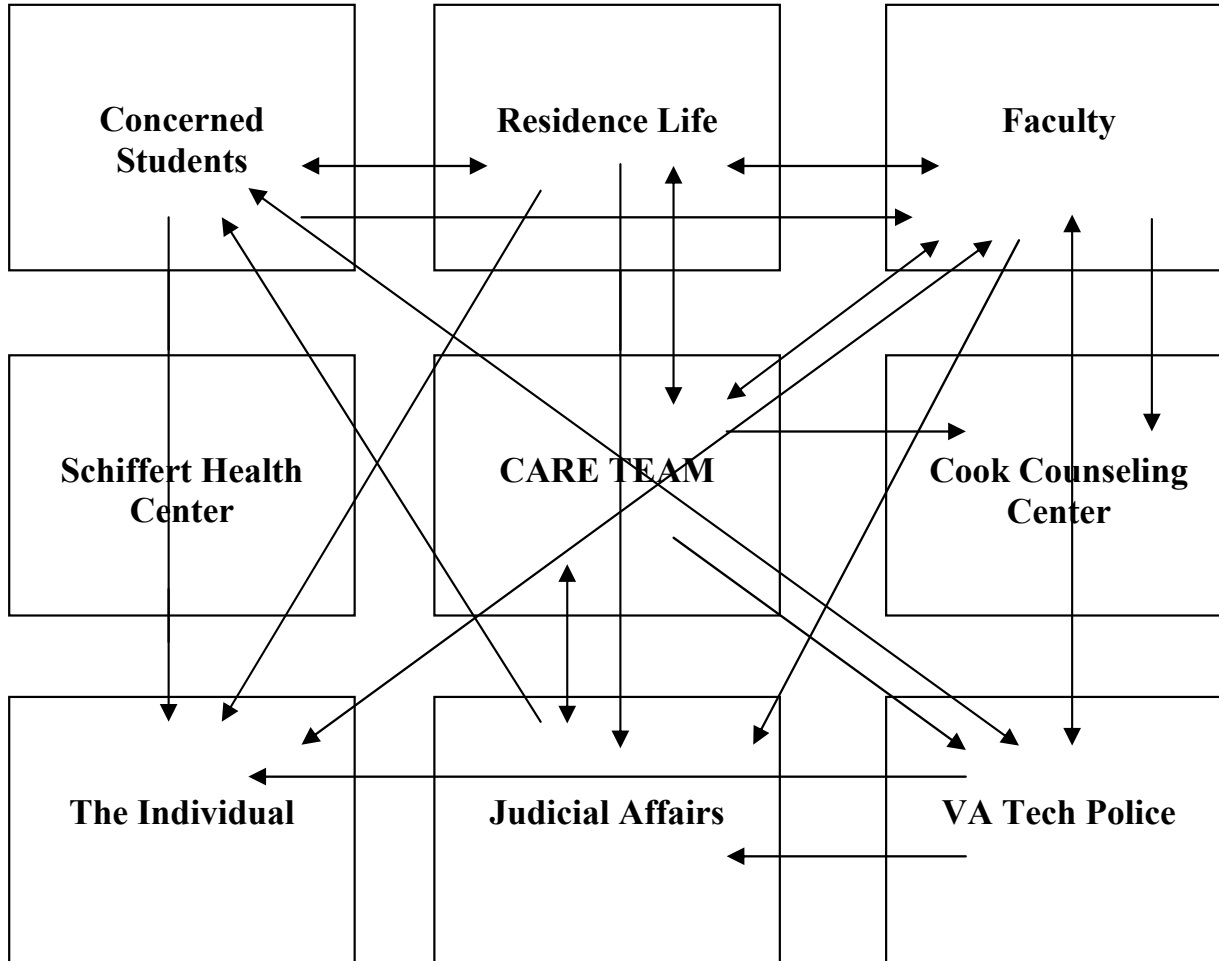 Concerned
Students
Residence Life
Faculty
Schiffert Health
Center
CARE TEAM
Cook Counseling
Center
The Individual
Judicial Affairs
VA Tech Police